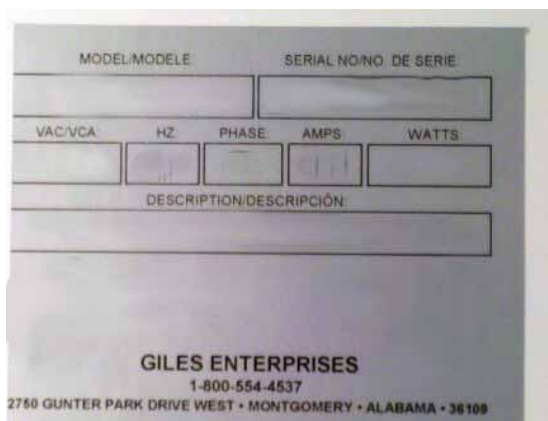 MODEL/MODELE SERIAL NO/NO. DE SERIE
VAC/VCA HZ PHASE AMPS WATTS
DESCRIPTION/DESCRIPCIÓN:
GILES ENTERPRISES
1-800-554-4537
2750 GUNTER PARK DRIVE WEST • MONTGOMERY • ALABAMA • 36109